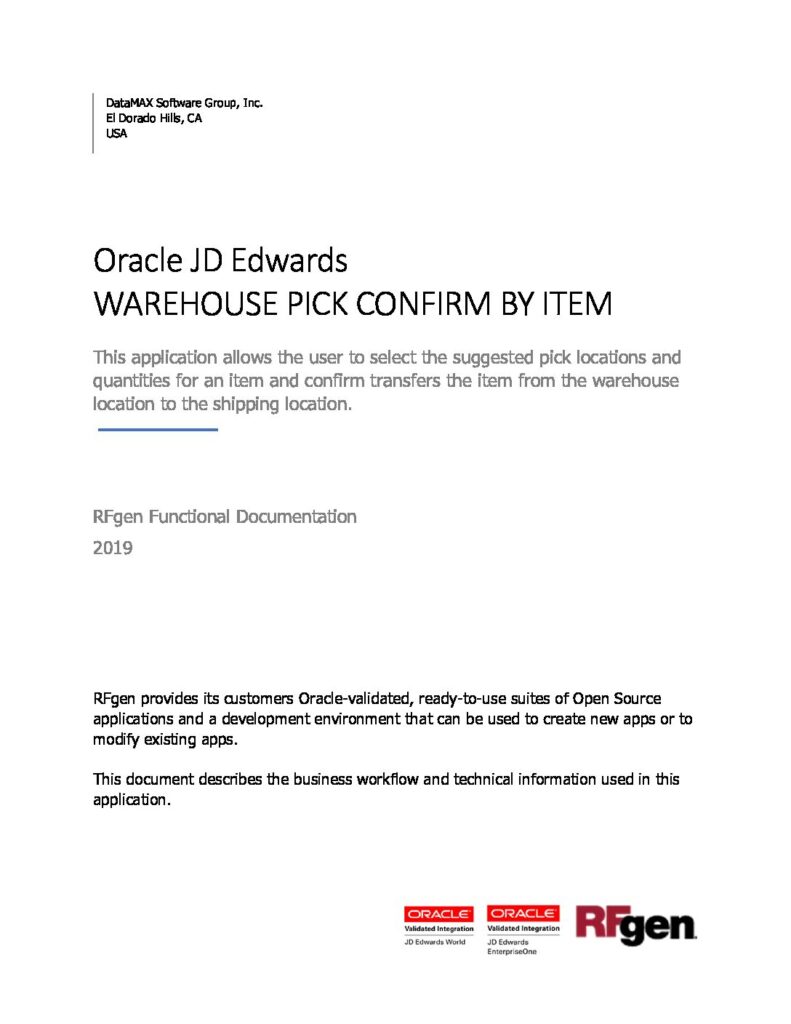 DataMAX Software Group, Inc.
El Dorado Hills, CA
USA
Oracle JD Edwards
WAREHOUSE PICK CONFIRM BY ITEM
This application allows the user to select the suggested pick locations and
quantities for an item and confirm transfers the item from the warehouse
location to the shipping location.
RFgen Functional Documentation
2019
RFgen provides its customers Oracle-validated, ready-to-use suites of Open Source
applications and a development environment that can be used to create new apps or to
modify existing apps.
This document describes the business workflow and technical information used in this
application.
ORACLE
Validated Integration
JD Edwards World
ORACLE
Validated Integration
JD Edwards
EnterpriseOne
RFgen